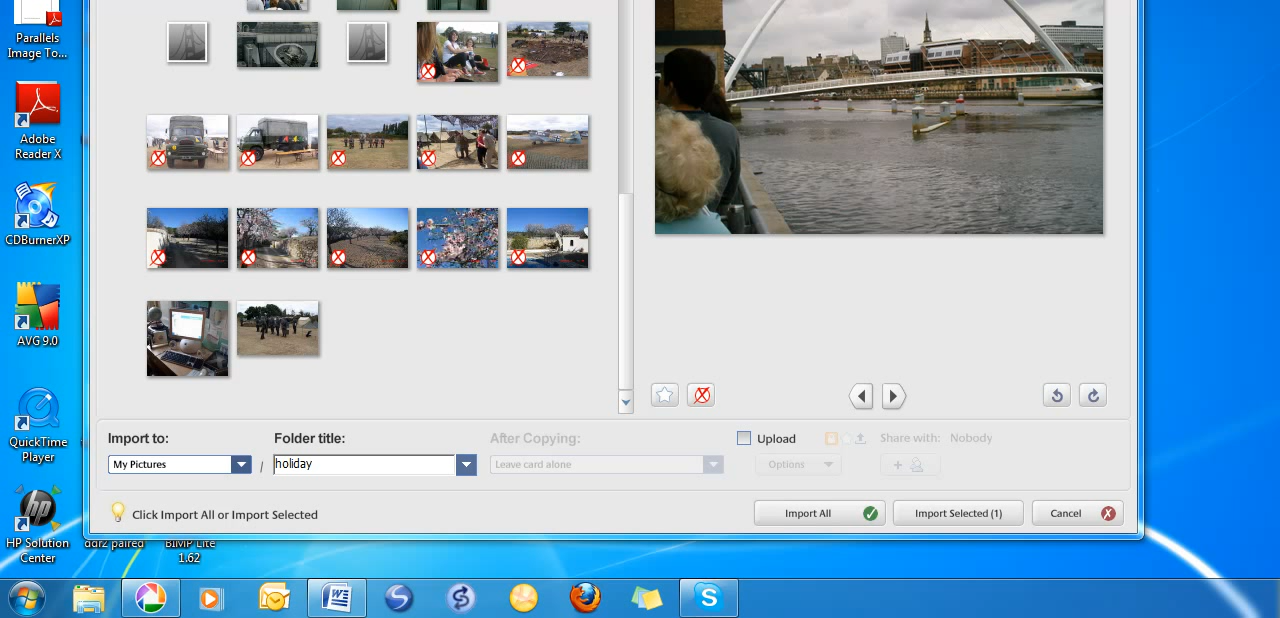 Parallels
Image To...
Adobe
Reader X
CDBurnerXP
AVG 9.0
QuickTime
Player
HP Solution
Center
Import to:
Folder title:
After Copying:
Upload
Share with: Nobody
My Pictures
/
holiday
Leave card alone
Options
+
Click Import All or Import Selected
Import All
Import Selected (1)
Cancel
ddr2 paired
1.62